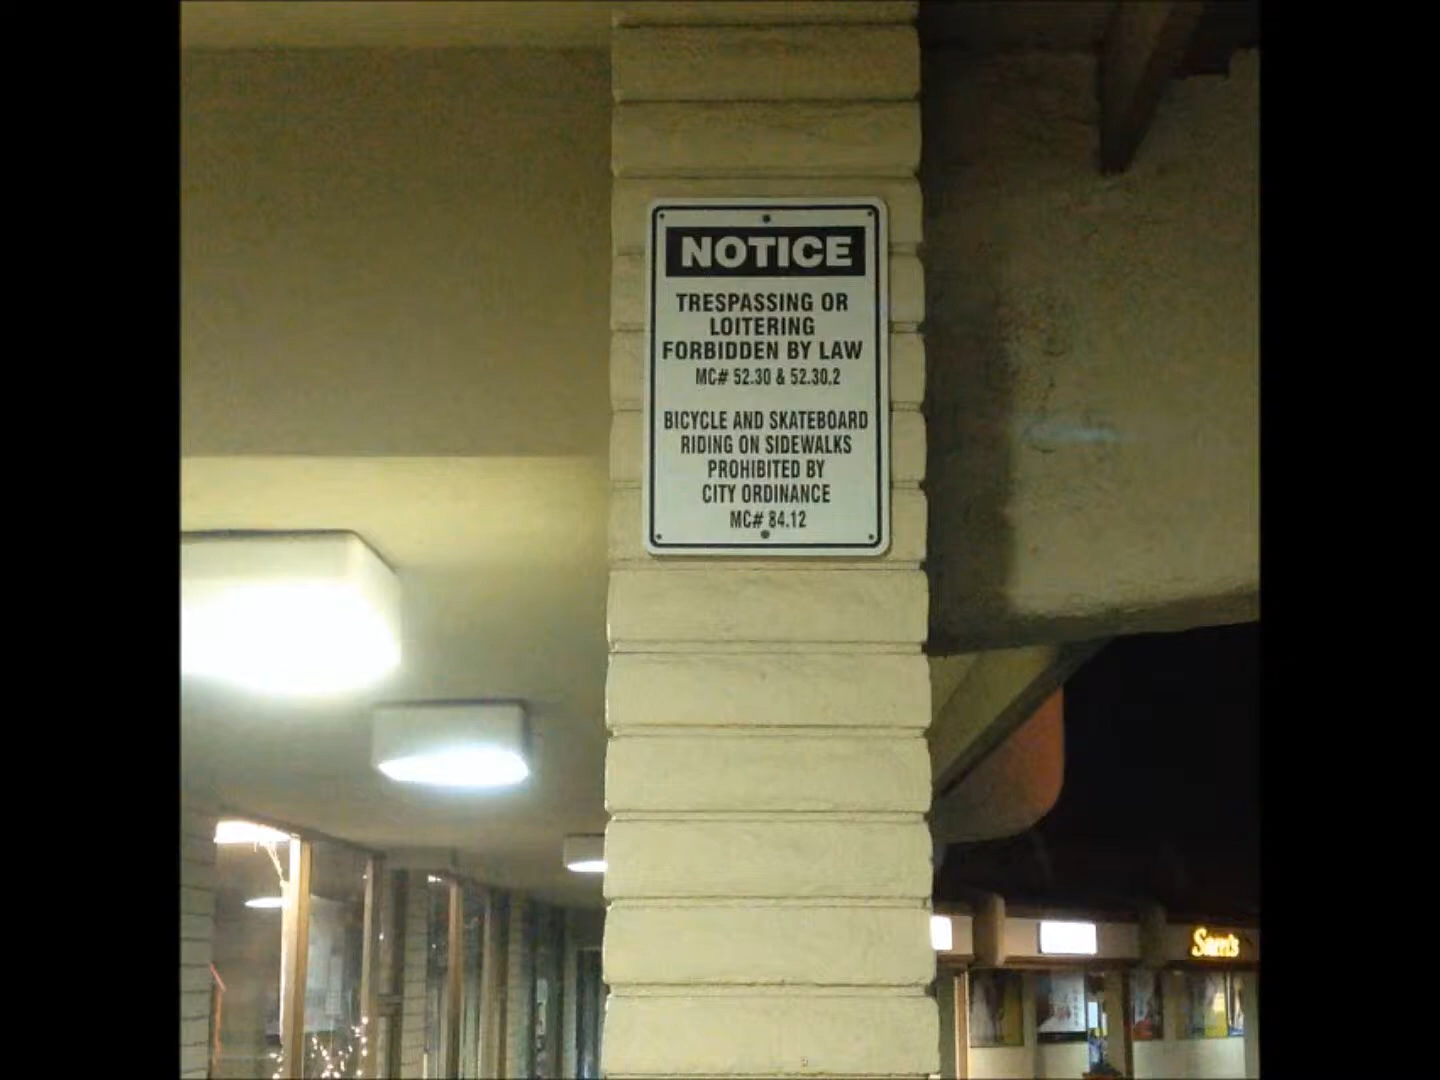 NOTICE
TRESPASSING OR
LOITERING
FORBIDDEN BY LAW
MC# 52.30 & 52.30.2
BICYCLE AND SKATEBOARD
RIDING ON SIDEWALKS
PROHIBITED BY
CITY ORDINANCE
MC# 84.12
Sam's